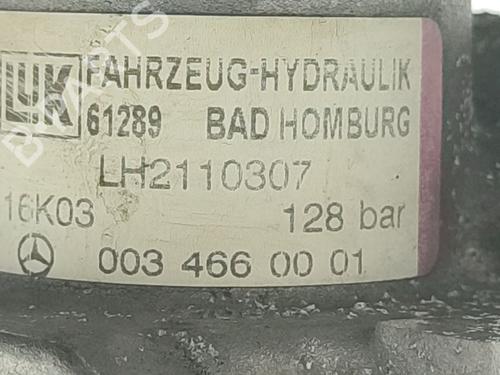 LUK FAHRZEUG-HYDRAULIK
61289 BAD HOMBURG
LH2110307
16K03 128 bar
003 466 00 01